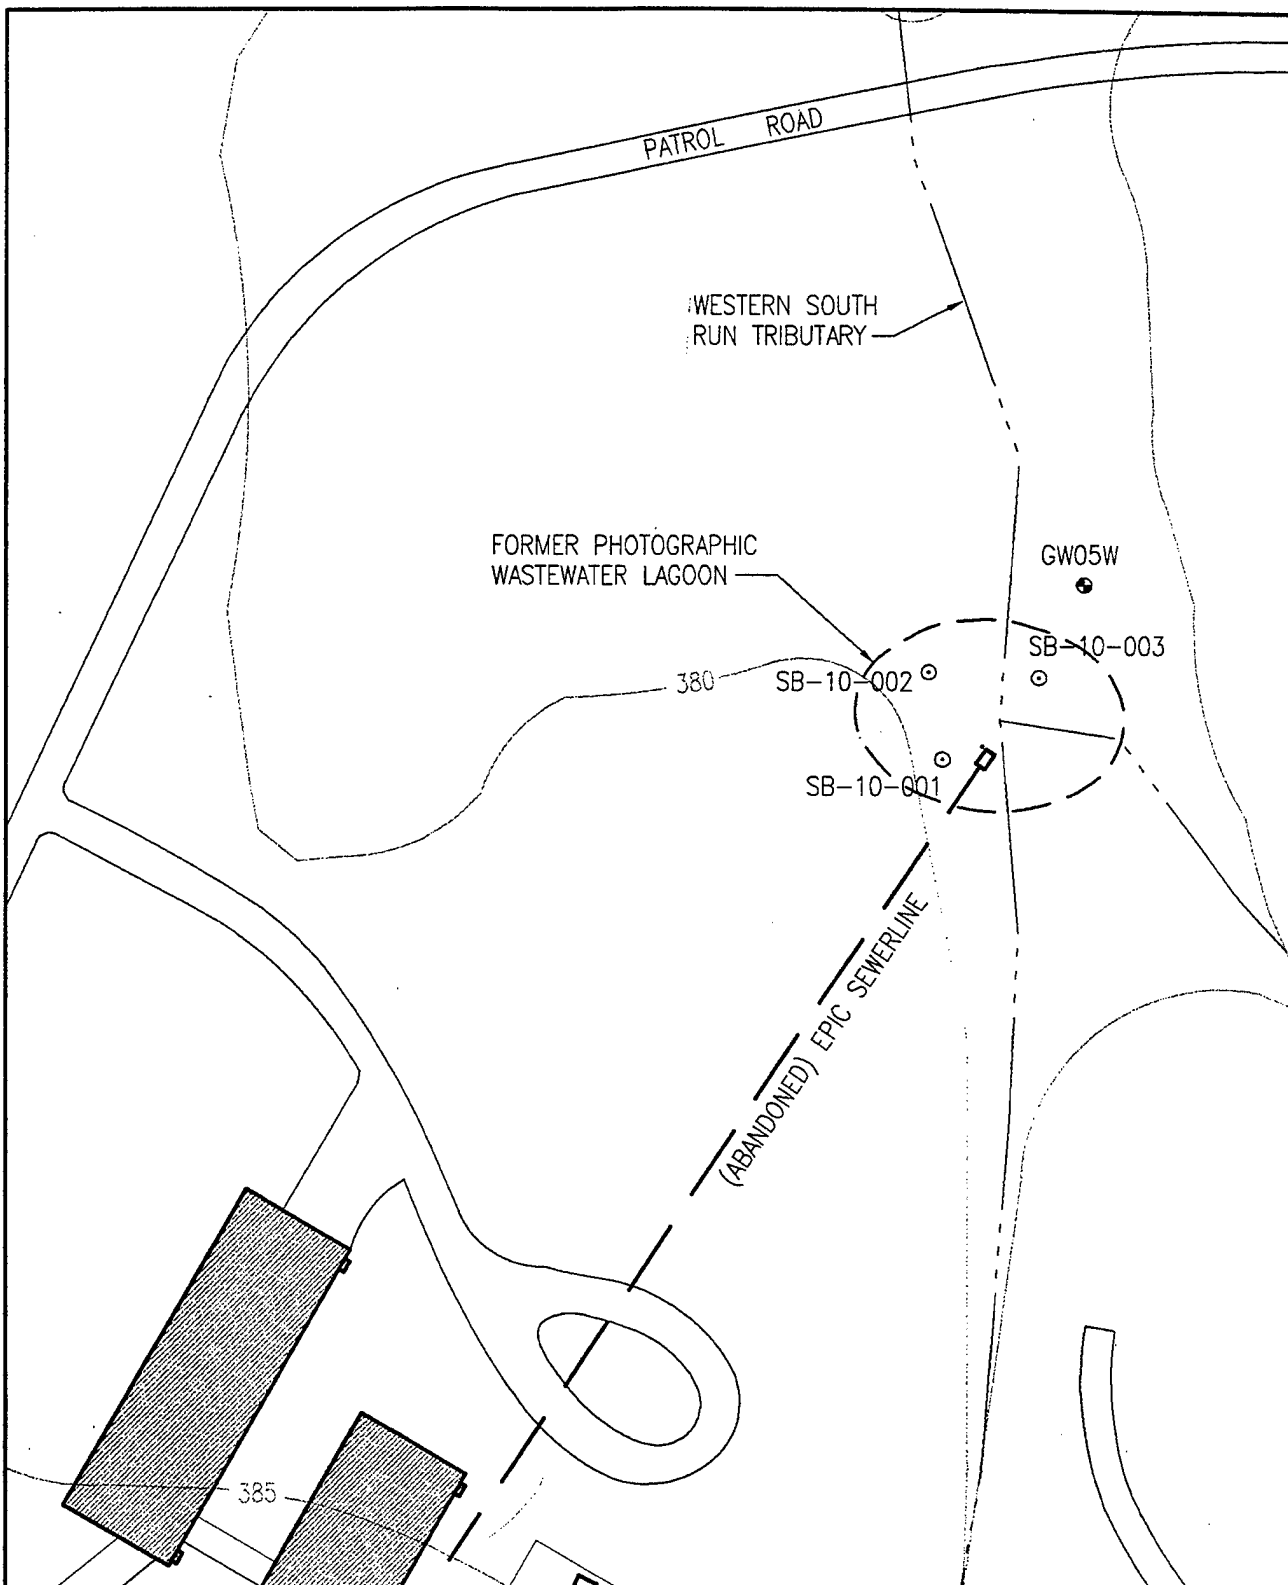 PATROL ROAD
WESTERN SOUTH
RUN TRIBUTARY
FORMER PHOTOGRAPHIC
WASTEWATER LAGOON
GW05W
SB-10-003
380
SB-10-002
SB-10-001
(ABANDONED) EPIC SEWERLINE
385